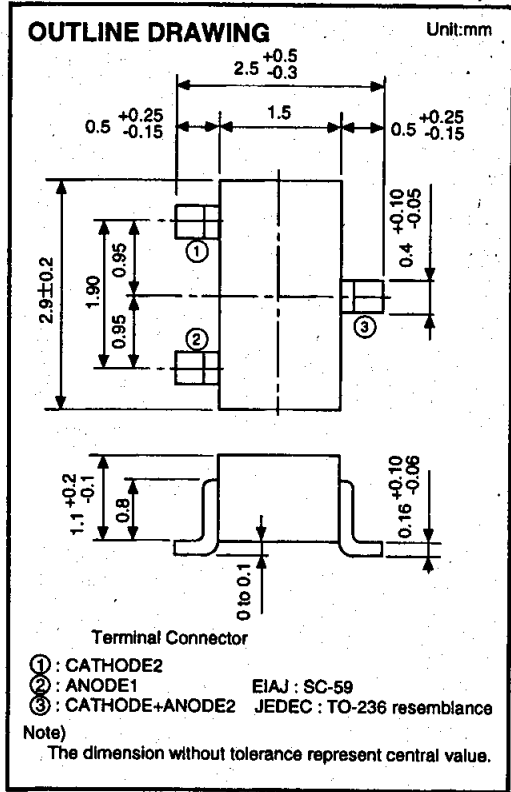 OUTLINE DRAWING
Unit:mm
2.5 +0.5 -0.3
0.5 +0.25 -0.15
1.5
0.5 +0.25 -0.15
2.9±0.2
1.90
0.95
0.95
0.4 +0.10 -0.05
①
②
③
1.1 +0.2 -0.1
0.8
0 to 0.1
0.16 +0.10 -0.06
Terminal Connector
① : CATHODE2
② : ANODE1 EIAJ : SC-59
③ : CATHODE+ANODE2 JEDEC : TO-236 resemblance
Note)
The dimension without tolerance represent central value.